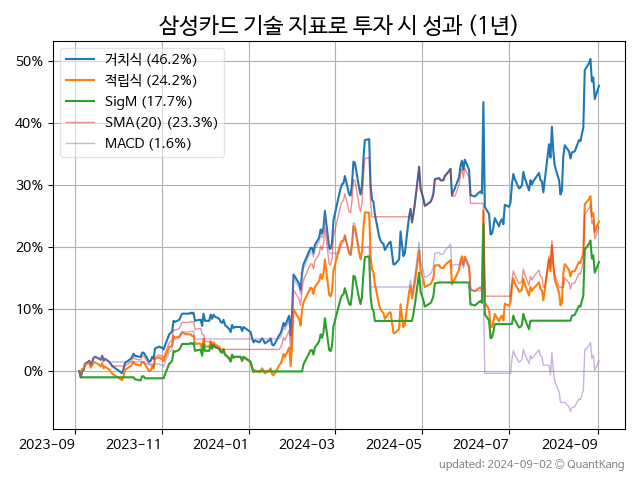 삼성카드 기술 지표로 투자 시 성과 (1년)
거치식 (46.2%)
적립식 (24.2%)
SigM (17.7%)
SMA(20) (23.3%)
MACD (1.6%)
50%
40%
30%
20%
10%
0%
2023-09 2023-11 2024-01 2024-03 2024-05 2024-07 2024-09
updated: 2024-09-02 © QuantKang